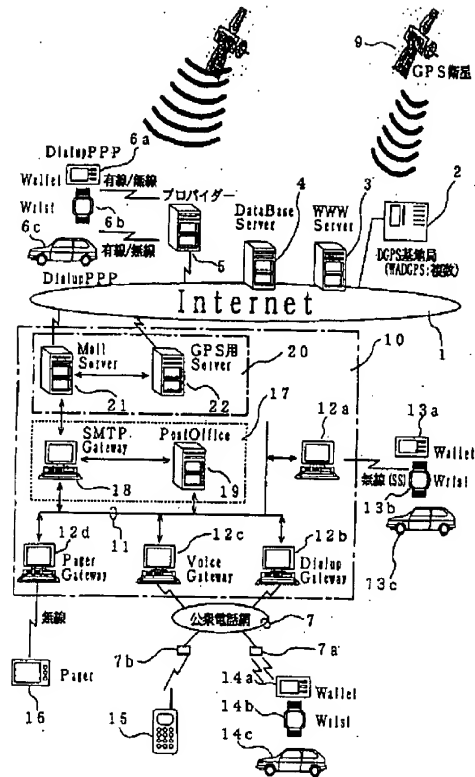 9
GPS衛星
6a
DialupPPP
Wallet
有線/無線
Wrist
6b
6c
有線/無線
DialupPPP
プロバイダー
5
4
DataBase
Server
3
WWW
Server
2
DGPS基地局
(WADGPS:複数)
Internet
1
10
Mail
Server
21
GPS用
Server
22
20
17
SMTP
Gateway
18
PostOffice
19
12a
13a
Wallet
無線(SS)
Wrist
13b
13c
11
12d
Pager
Gateway
12c
Voice
Gateway
12b
Dialup
Gateway
無線
公衆電話網
7
7b
7a
16
Pager
15
14a
Wallet
14b
Wrist
14c